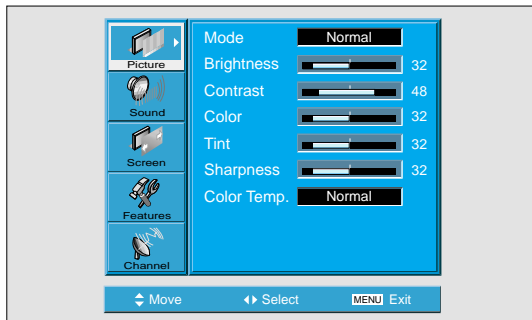 Picture
Sound
Screen
Features
Channel
Mode Normal
Brightness 32
Contrast 48
Color 32
Tint 32
Sharpness 32
Color Temp. Normal
Move Select MENU Exit